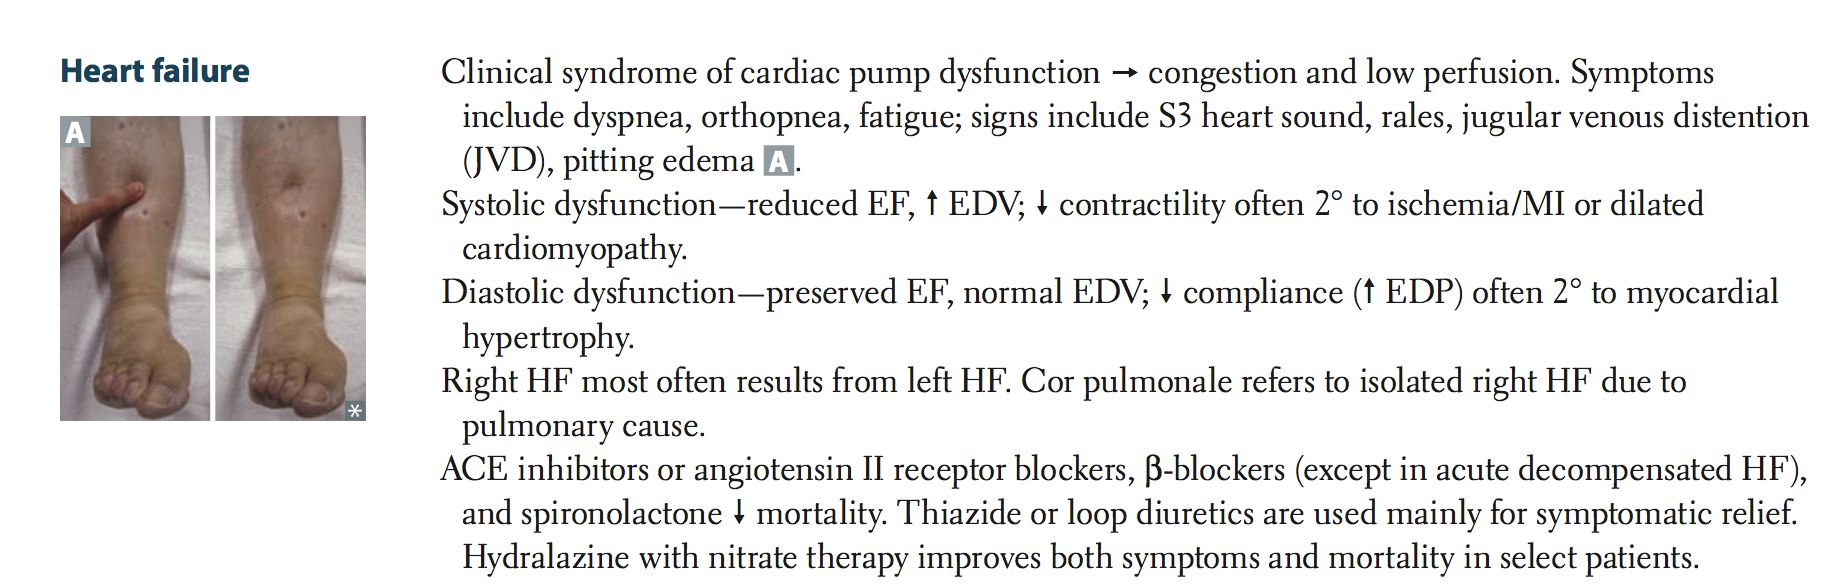 Heart failure
A
*
Clinical syndrome of cardiac pump dysfunction → congestion and low perfusion. Symptoms
include dyspnea, orthopnea, fatigue; signs include S3 heart sound, rales, jugular venous distention
(JVD), pitting edema A.
Systolic dysfunction—reduced EF, ↑ EDV; ↓ contractility often 2° to ischemia/MI or dilated
cardiomyopathy.
Diastolic dysfunction—preserved EF, normal EDV; ↓ compliance (↑ EDP) often 2° to myocardial
hypertrophy.
Right HF most often results from left HF. Cor pulmonale refers to isolated right HF due to
pulmonary cause.
ACE inhibitors or angiotensin II receptor blockers, β-blockers (except in acute decompensated HF),
and spironolactone ↓ mortality. Thiazide or loop diuretics are used mainly for symptomatic relief.
Hydralazine with nitrate therapy improves both symptoms and mortality in select patients.